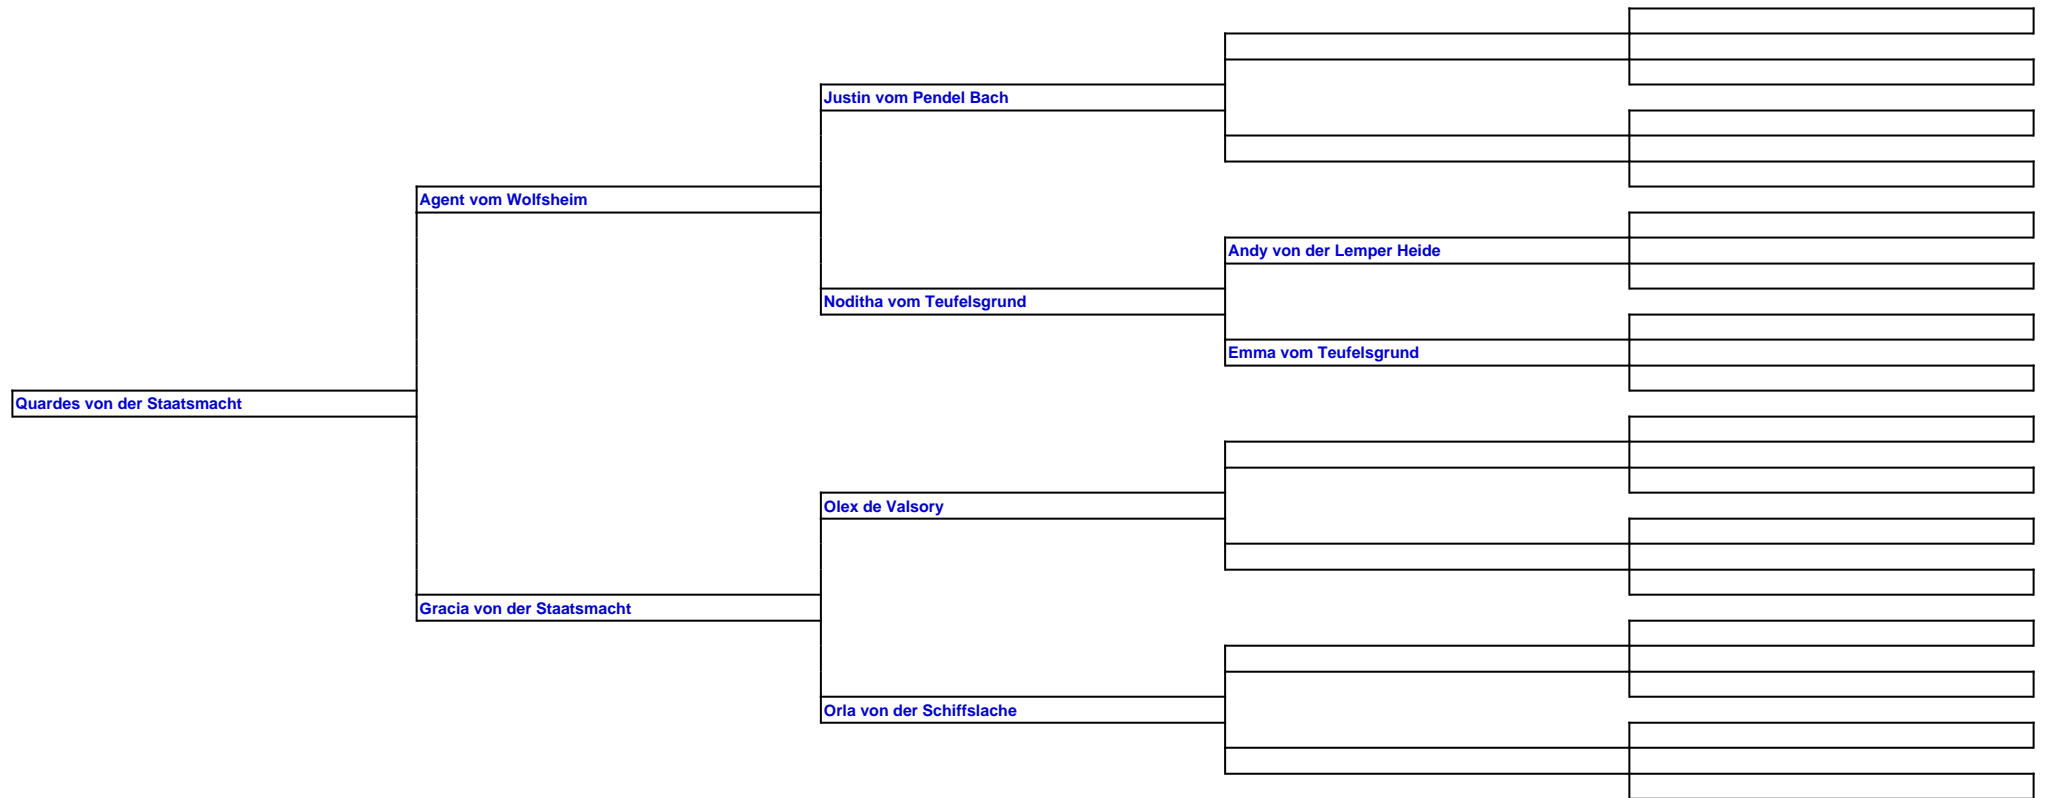 Justin vom Pendel Bach
Agent vom Wolfsheim
Andy von der Lemper Heide
Noditha vom Teufelsgrund
Emma vom Teufelsgrund
Quardes von der Staatsmacht
Olex de Valsory
Gracia von der Staatsmacht
Orla von der Schiffslache